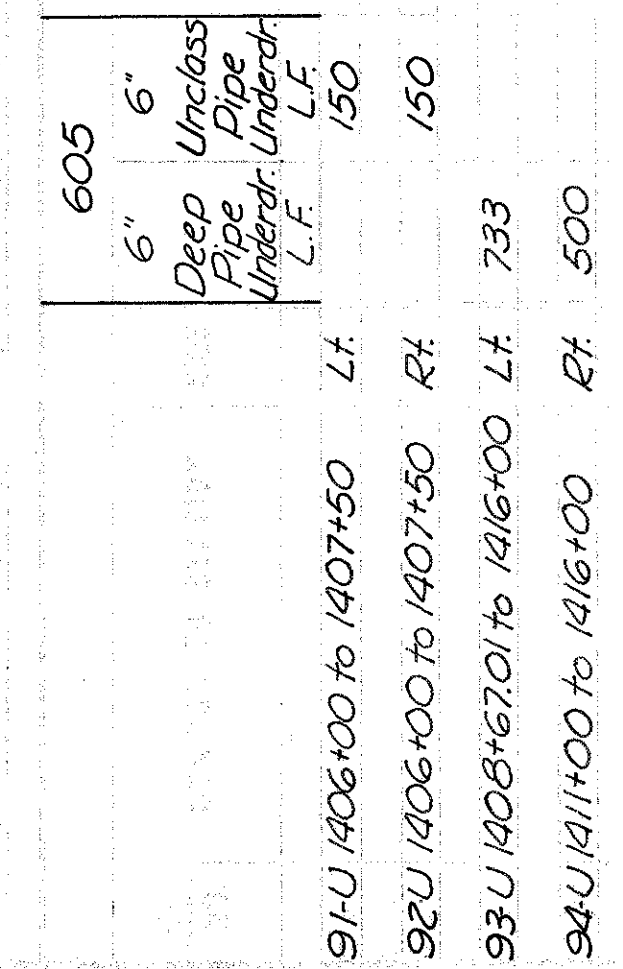 605
6" 6"
Deep Unclass
Pipe Pipe
Underdr. Underdr.
L.F. L.F.
91-U 1406+00 to 1407+50 Lt. 150
92-U 1406+00 to 1407+50 Rt. 150
93-U 1408+67.01 to 1416+00 Lt. 733
94-U 1411+00 to 1416+00 Rt. 500